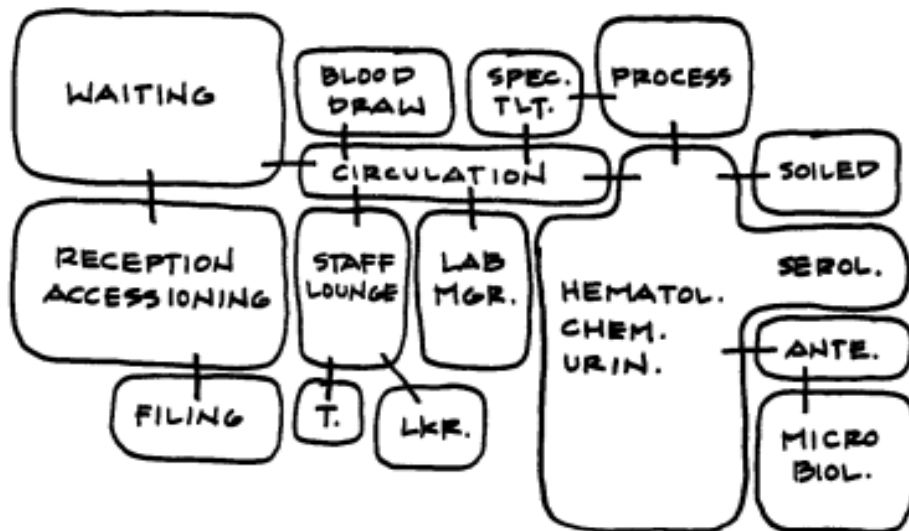 WAITING
BLOOD
DRAW
SPEC.
TLT.
PROCESS
CIRCULATION
SOILED
RECEPTION
ACCESSIONING
STAFF
LOUNGE
LAB
MGR.
HEMATOL.
CHEM.
URIN.
SEROL.
ANTE.
FILING
T.
LKR.
MICRO
BIOL.